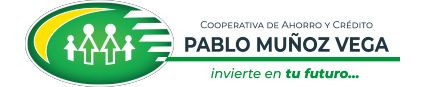 COOPERATIVA DE AHORRO Y CRÉDITO
PABLO MUÑOZ VEGA
invierte en tu futuro...